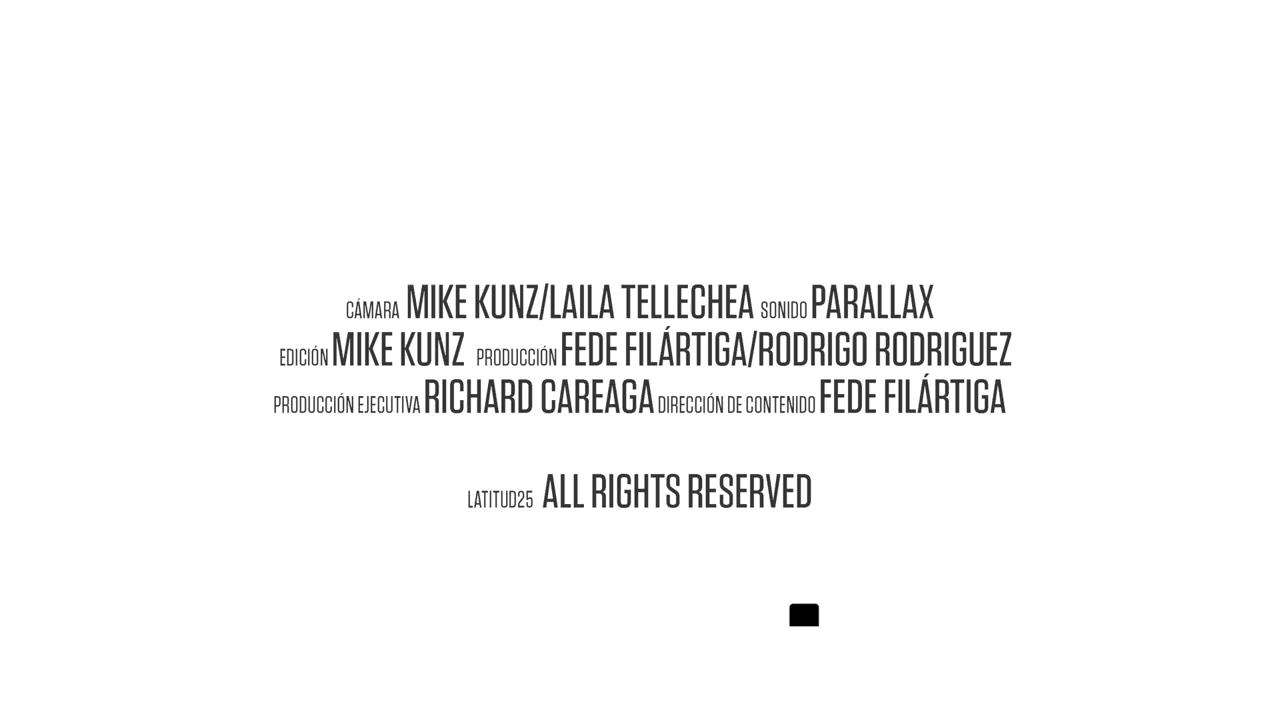 CÁMARA MIKE KUNZ/LAILA TELLECHEA SONIDO PARALLAX
EDICIÓN MIKE KUNZ PRODUCCIÓN FEDE FILÁRTIGA/RODRIGO RODRIGUEZ
PRODUCCIÓN EJECUTIVA RICHARD CAREAGA DIRECCIÓN DE CONTENIDO FEDE FILÁRTIGA
LATITUD25 ALL RIGHTS RESERVED